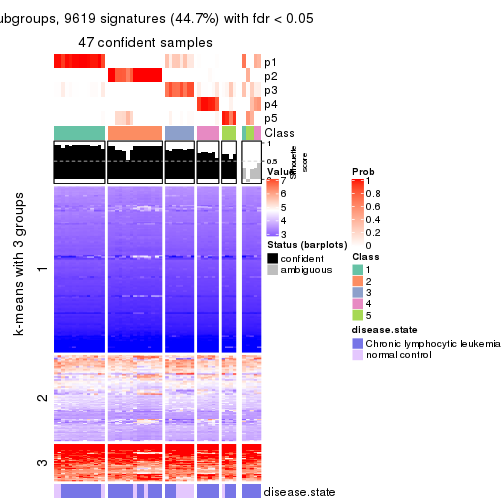 ubgroups, 9619 signatures (44.7%) with fdr < 0.05
47 confident samples
p1
p2
p3
p4
p5
Class
1
0.5
0
Silhouette
score
k-means with 3 groups
1
2
3
disease.state
Value
7
6
5
4
3
Status (barplots)
confident
ambiguous
Prob
1
0.8
0.6
0.4
0.2
0
Class
1
2
3
4
5
disease.state
Chronic lymphocytic leukemia
normal control